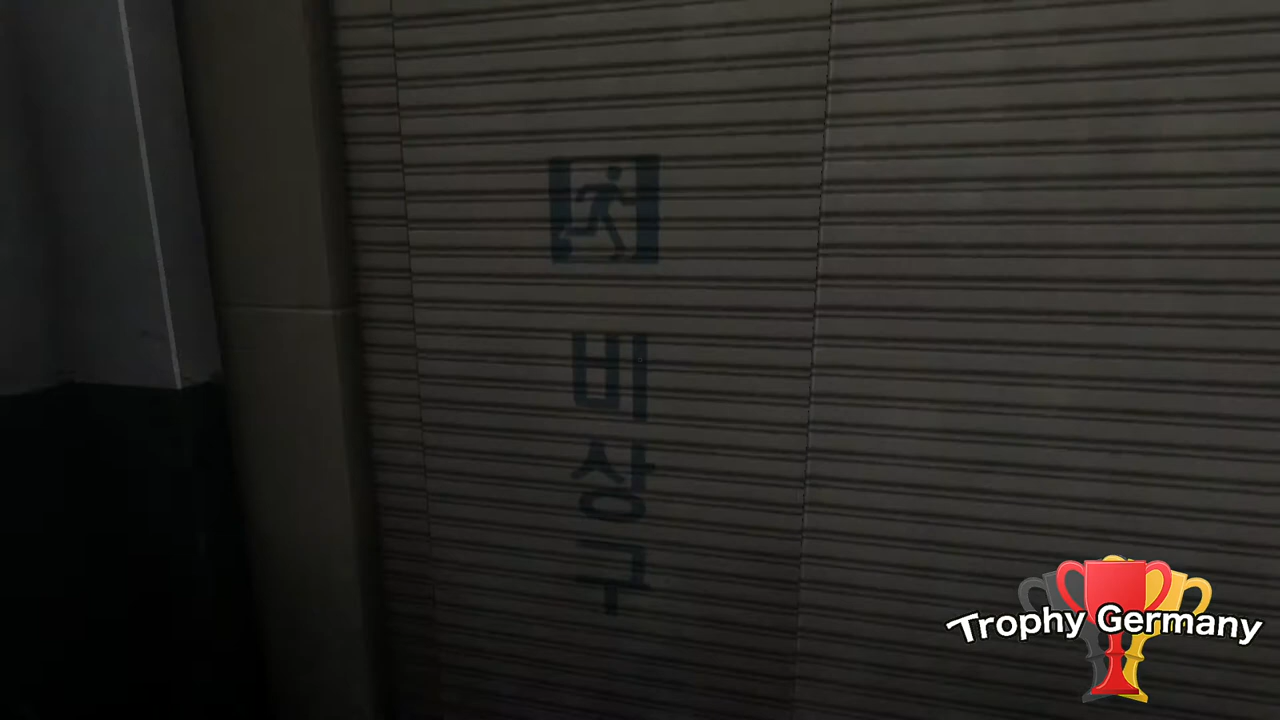 비상구
Trophy Germany